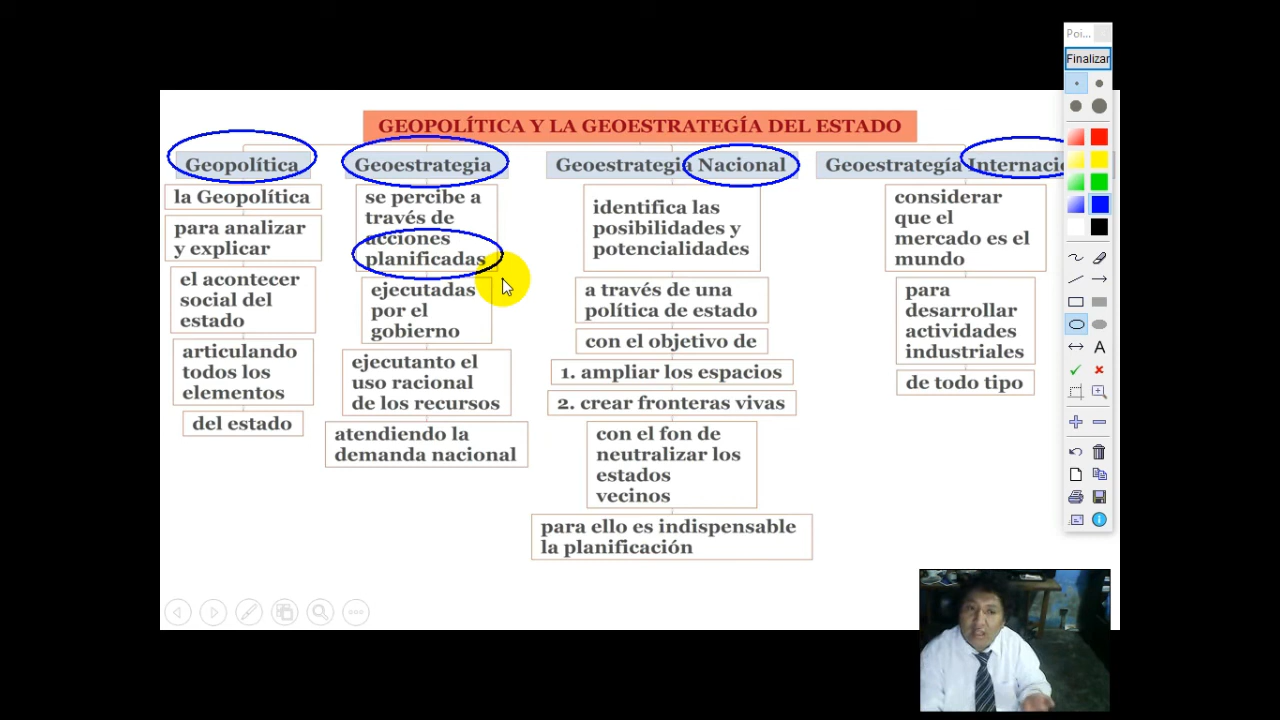 GEOPOLÍTICA Y LA GEOESTRATEGÍA DEL ESTADO
Geopolítica
la Geopolítica
para analizar
y explicar
el acontecer
social del
estado
articulando
todos los
elementos
del estado
Geoestrategia
se percibe a
través de
acciones
planificadas
ejecutadas
por el
gobierno
ejecutanto el
uso racional
de los recursos
atendiendo la
demanda nacional
Geoestrategia Nacional
identifica las
posibilidades y
potencialidades
a través de una
política de estado
con el objetivo de
1. ampliar los espacios
2. crear fronteras vivas
con el fon de
neutralizar los
estados
vecinos
para ello es indispensable
la planificación
Geoestrategía Internacio
considerar
que el
mercado es el
mundo
para
desarrollar
actividades
industriales
de todo tipo
Poi...
Finalizar
A